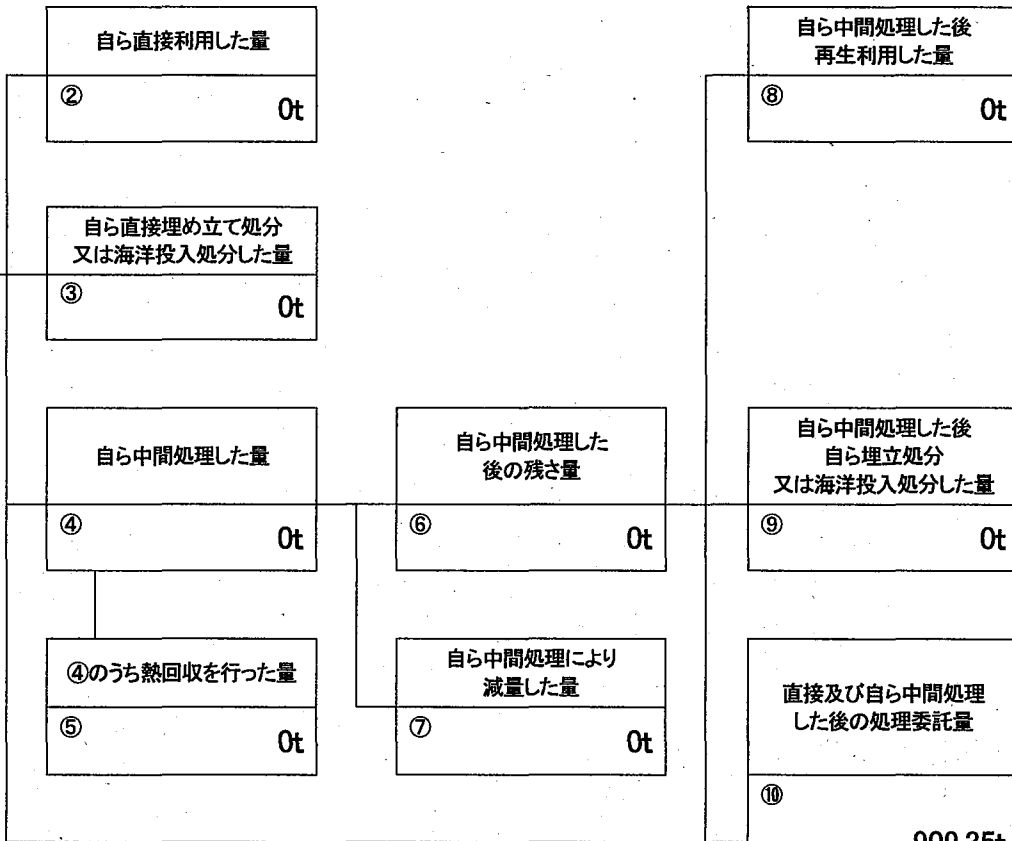 自ら直接利用した量
②
0t
自ら中間処理した後
再生利用した量
⑧
0t
自ら直接埋め立て処分
又は海洋投入処分した量
③
0t
自ら中間処理した量
④
0t
自ら中間処理した
後の残さ量
⑥
0t
自ら中間処理した後
自ら埋立処分
又は海洋投入処分した量
⑨
0t
④のうち熱回収を行った量
⑤
0t
自ら中間処理により
減量した量
⑦
0t
直接及び自ら中間処理
した後の処理委託量
⑩